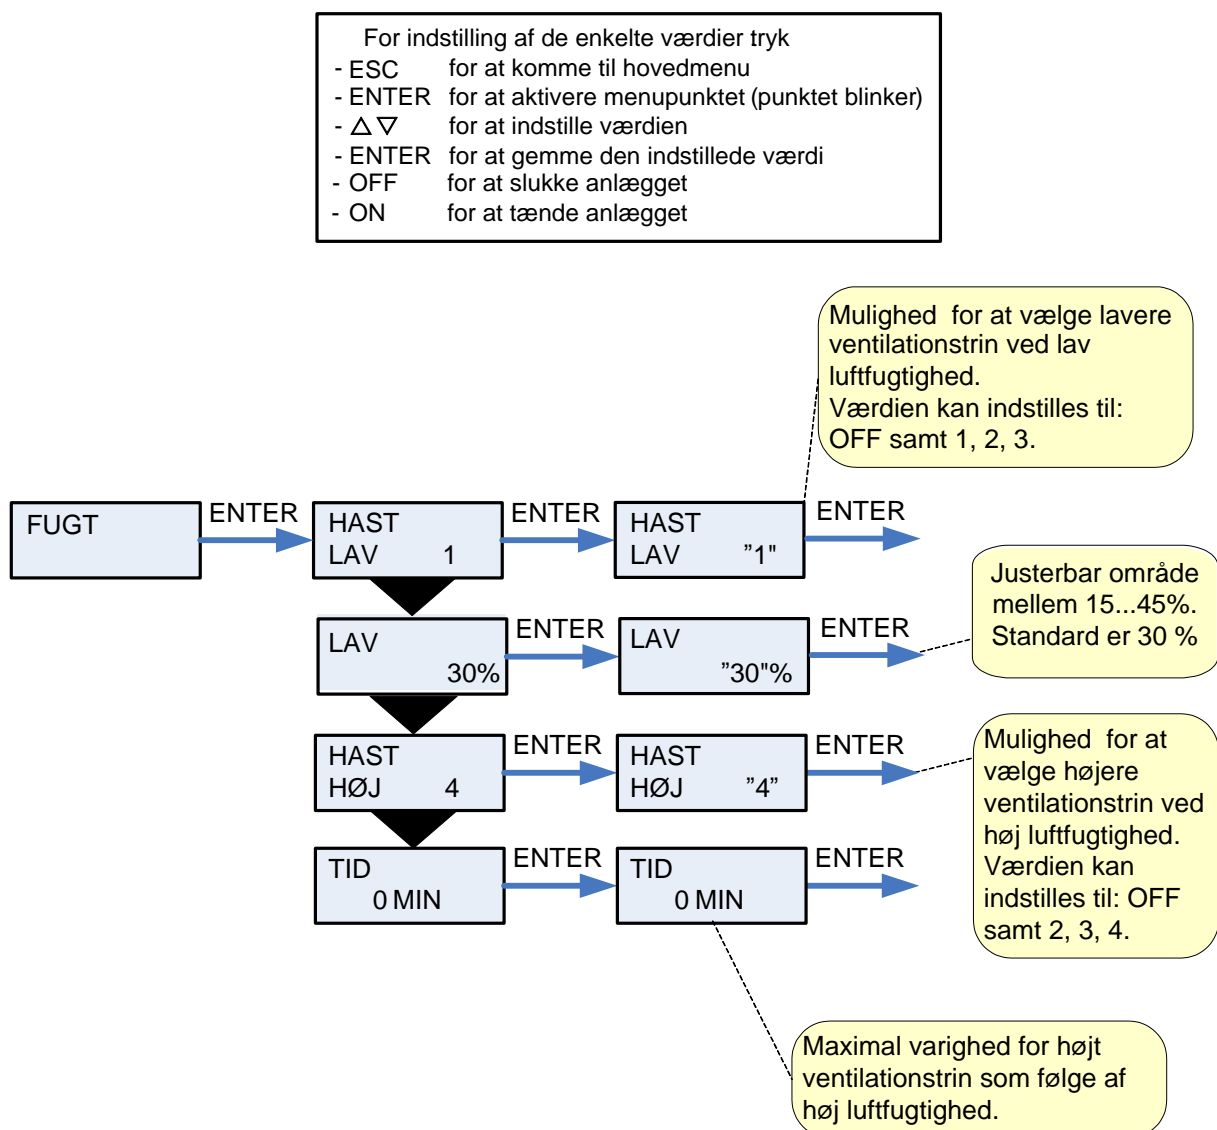 For indstilling af de enkelte værdier tryk
- ESC for at komme til hovedmenu
- ENTER for at aktivere menupunktet (punktet blinker)
- △▽ for at indstille værdien
- ENTER for at gemme den indstillede værdi
- OFF for at slukke anlægget
- ON for at tænde anlægget
Mulighed for at vælge lavere
ventilationstrin ved lav
luftfugtighed.
Værdien kan indstilles til:
OFF samt 1, 2, 3.
FUGT
ENTER
HAST
LAV 1
ENTER
HAST
LAV ”1"
ENTER
LAV
30%
ENTER
LAV
”30"%
ENTER
Justerbar område
mellem 15...45%.
Standard er 30 %
HAST
HØJ 4
ENTER
HAST
HØJ ”4”
ENTER
Mulighed for at
vælge højere
ventilationstrin ved
høj luftfugtighed.
Værdien kan
indstilles til: OFF
samt 2, 3, 4.
TID
0 MIN
ENTER
TID
0 MIN
ENTER
Maximal varighed for højt
ventilationstrin som følge af
høj luftfugtighed.